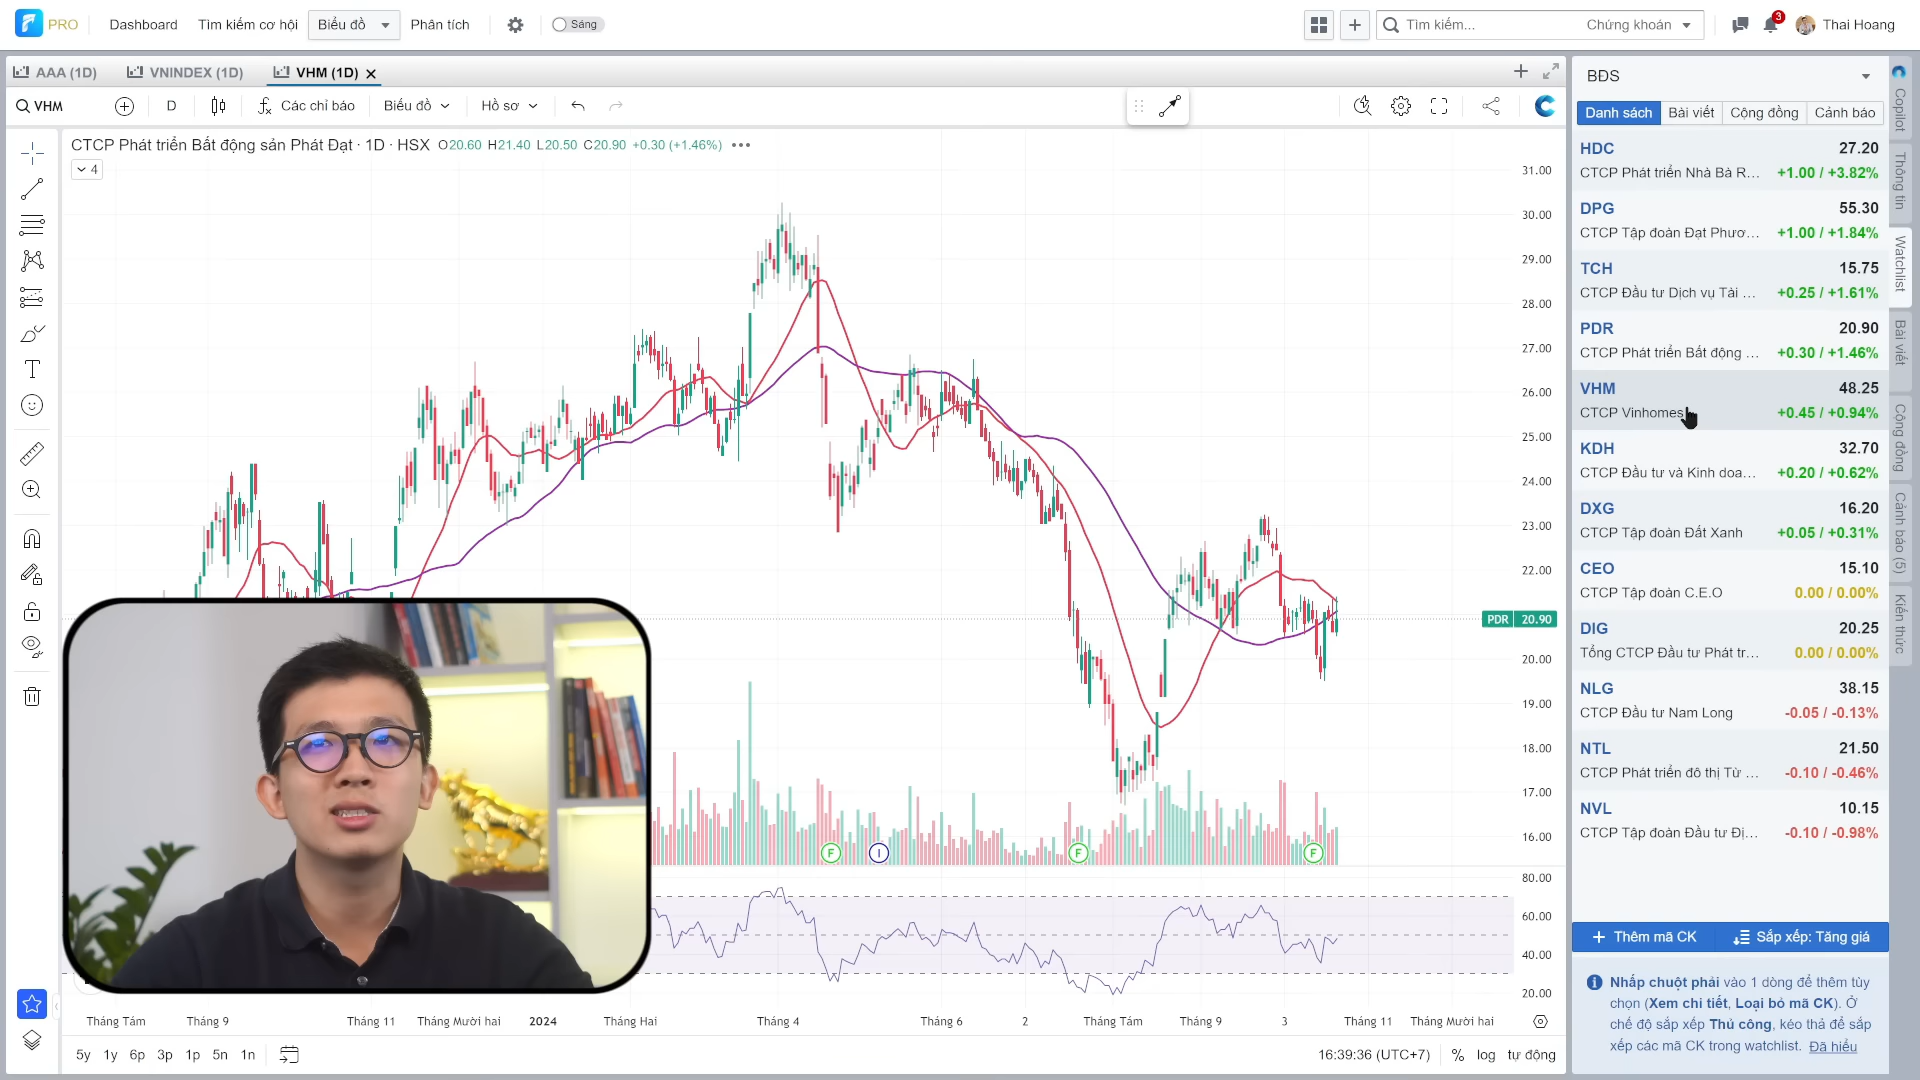 PRO
Dashboard
Tìm kiếm cơ hội
Biểu đồ
Phân tích
Sáng
Tìm kiếm...
Chứng khoán
3
Thai Hoang
AAA (1D)
VNINDEX (1D)
VHM (1D)
VHM
D
Các chỉ báo
Biểu đồ
Hồ sơ
CTCP Phát triển Bất động sản Phát Đạt · 1D · HSX O20.60 H21.40 L20.50 C20.90 +0.30 (+1.46%)
4
31.00
30.00
29.00
28.00
27.00
26.00
25.00
24.00
23.00
22.00
PDR 20.90
20.00
19.00
18.00
17.00
16.00
F
I
F
F
80.00
60.00
40.00
20.00
Tháng Tám
Tháng 9
Tháng 11
Tháng Mười hai
2024
Tháng Hai
Tháng 4
Tháng 6
2
Tháng Tám
Tháng 9
3
Tháng 11
Tháng Mười hai
5y 1y 6p 3p 1p 5n 1n
16:39:36 (UTC+7) % log tự động
BĐS
Danh sách
Bài viết
Cộng đồng
Cảnh báo
HDC 27.20
CTCP Phát triển Nhà Bà R... +1.00 / +3.82%
DPG 55.30
CTCP Tập đoàn Đạt Phươ... +1.00 / +1.84%
TCH 15.75
CTCP Đầu tư Dịch vụ Tài ... +0.25 / +1.61%
PDR 20.90
CTCP Phát triển Bất động ... +0.30 / +1.46%
VHM 48.25
CTCP Vinhomes +0.45 / +0.94%
KDH 32.70
CTCP Đầu tư và Kinh doa... +0.20 / +0.62%
DXG 16.20
CTCP Tập đoàn Đất Xanh +0.05 / +0.31%
CEO 15.10
CTCP Tập đoàn C.E.O 0.00 / 0.00%
DIG 20.25
Tổng CTCP Đầu tư Phát tr... 0.00 / 0.00%
NLG 38.15
CTCP Đầu tư Nam Long -0.05 / -0.13%
NTL 21.50
CTCP Phát triển đô thị Từ ... -0.10 / -0.46%
NVL 10.15
CTCP Tập đoàn Đầu tư Đị... -0.10 / -0.98%
Thêm mã CK
Sắp xếp: Tăng giá
Nhấp chuột phải vào 1 dòng để thêm tùy
chọn (Xem chi tiết, Loại bỏ mã CK). Ở
chế độ sắp xếp Thủ công, kéo thả để sắp
xếp các mã CK trong watchlist. Đã hiểu
Copilot
Thông tin
Watchlist
Bài viết
Cộng đồng
Cảnh báo (5)
Kiến thức